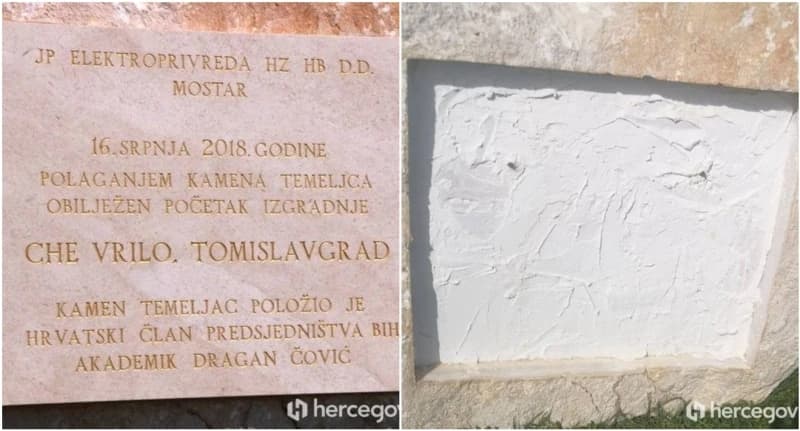 JP ELEKTROPRIVREDA HZ HB D.D.
MOSTAR
16. SRPNJA 2018. GODINE
POLAGANJEM KAMENA TEMELJCA
OBILJEŽEN POČETAK IZGRADNJE
CHE VRILO, TOMISLAVGRAD
KAMEN TEMELJAC POLOŽIO JE
HRVATSKI ČLAN PREDSJEDNIŠTVA BIH
AKADEMIK DRAGAN ČOVIĆ
hercegov
hercegov